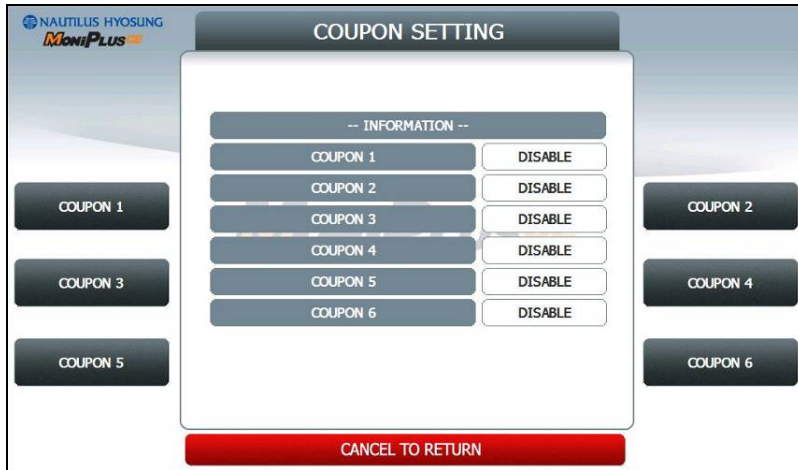 NAUTILUS HYOSUNG
MoniPlus CE
COUPON SETTING
-- INFORMATION --
COUPON 1 DISABLE
COUPON 2 DISABLE
COUPON 3 DISABLE
COUPON 4 DISABLE
COUPON 5 DISABLE
COUPON 6 DISABLE
COUPON 1
COUPON 2
COUPON 3
COUPON 4
COUPON 5
COUPON 6
CANCEL TO RETURN